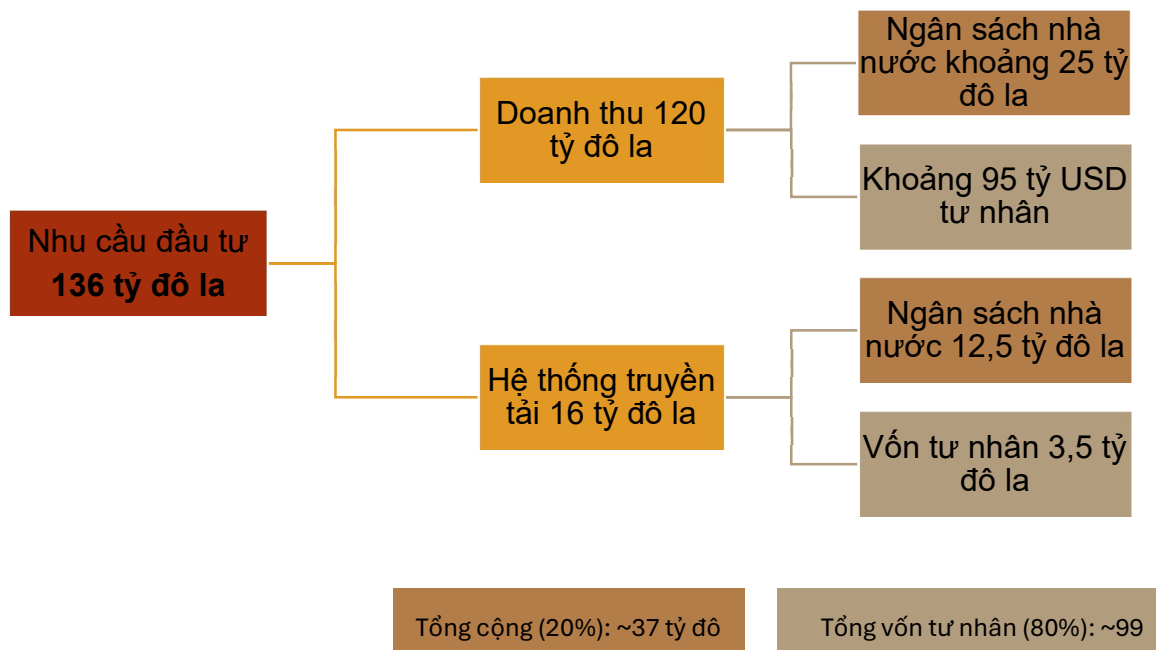 Nhu cầu đầu tư
136 tỷ đô la
Doanh thu 120
tỷ đô la
Ngân sách nhà
nước khoảng 25 tỷ
đô la
Khoảng 95 tỷ USD
tư nhân
Hệ thống truyền
tải 16 tỷ đô la
Ngân sách nhà
nước 12,5 tỷ đô la
Vốn tư nhân 3,5 tỷ
đô la
Tổng cộng (20%): ~37 tỷ đô
Tổng vốn tư nhân (80%): ~99